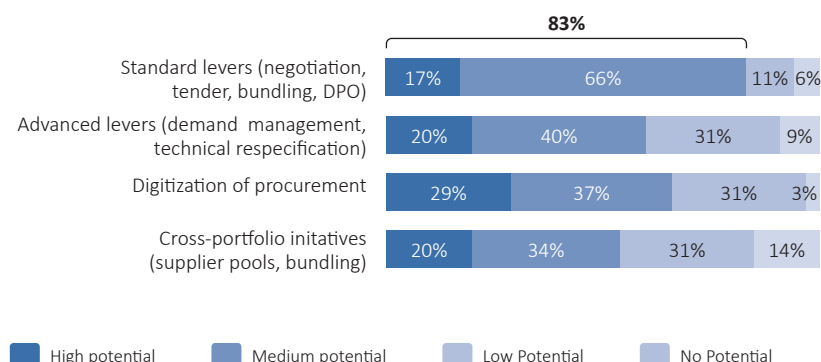 83%
Standard levers (negotiation,
tender, bundling, DPO)
17% 66% 11% 6%
Advanced levers (demand management,
technical respecification)
20% 40% 31% 9%
Digitization of procurement
29% 37% 31% 3%
Cross-portfolio initatives
(supplier pools, bundling)
20% 34% 31% 14%
High potential Medium potential Low Potential No Potential